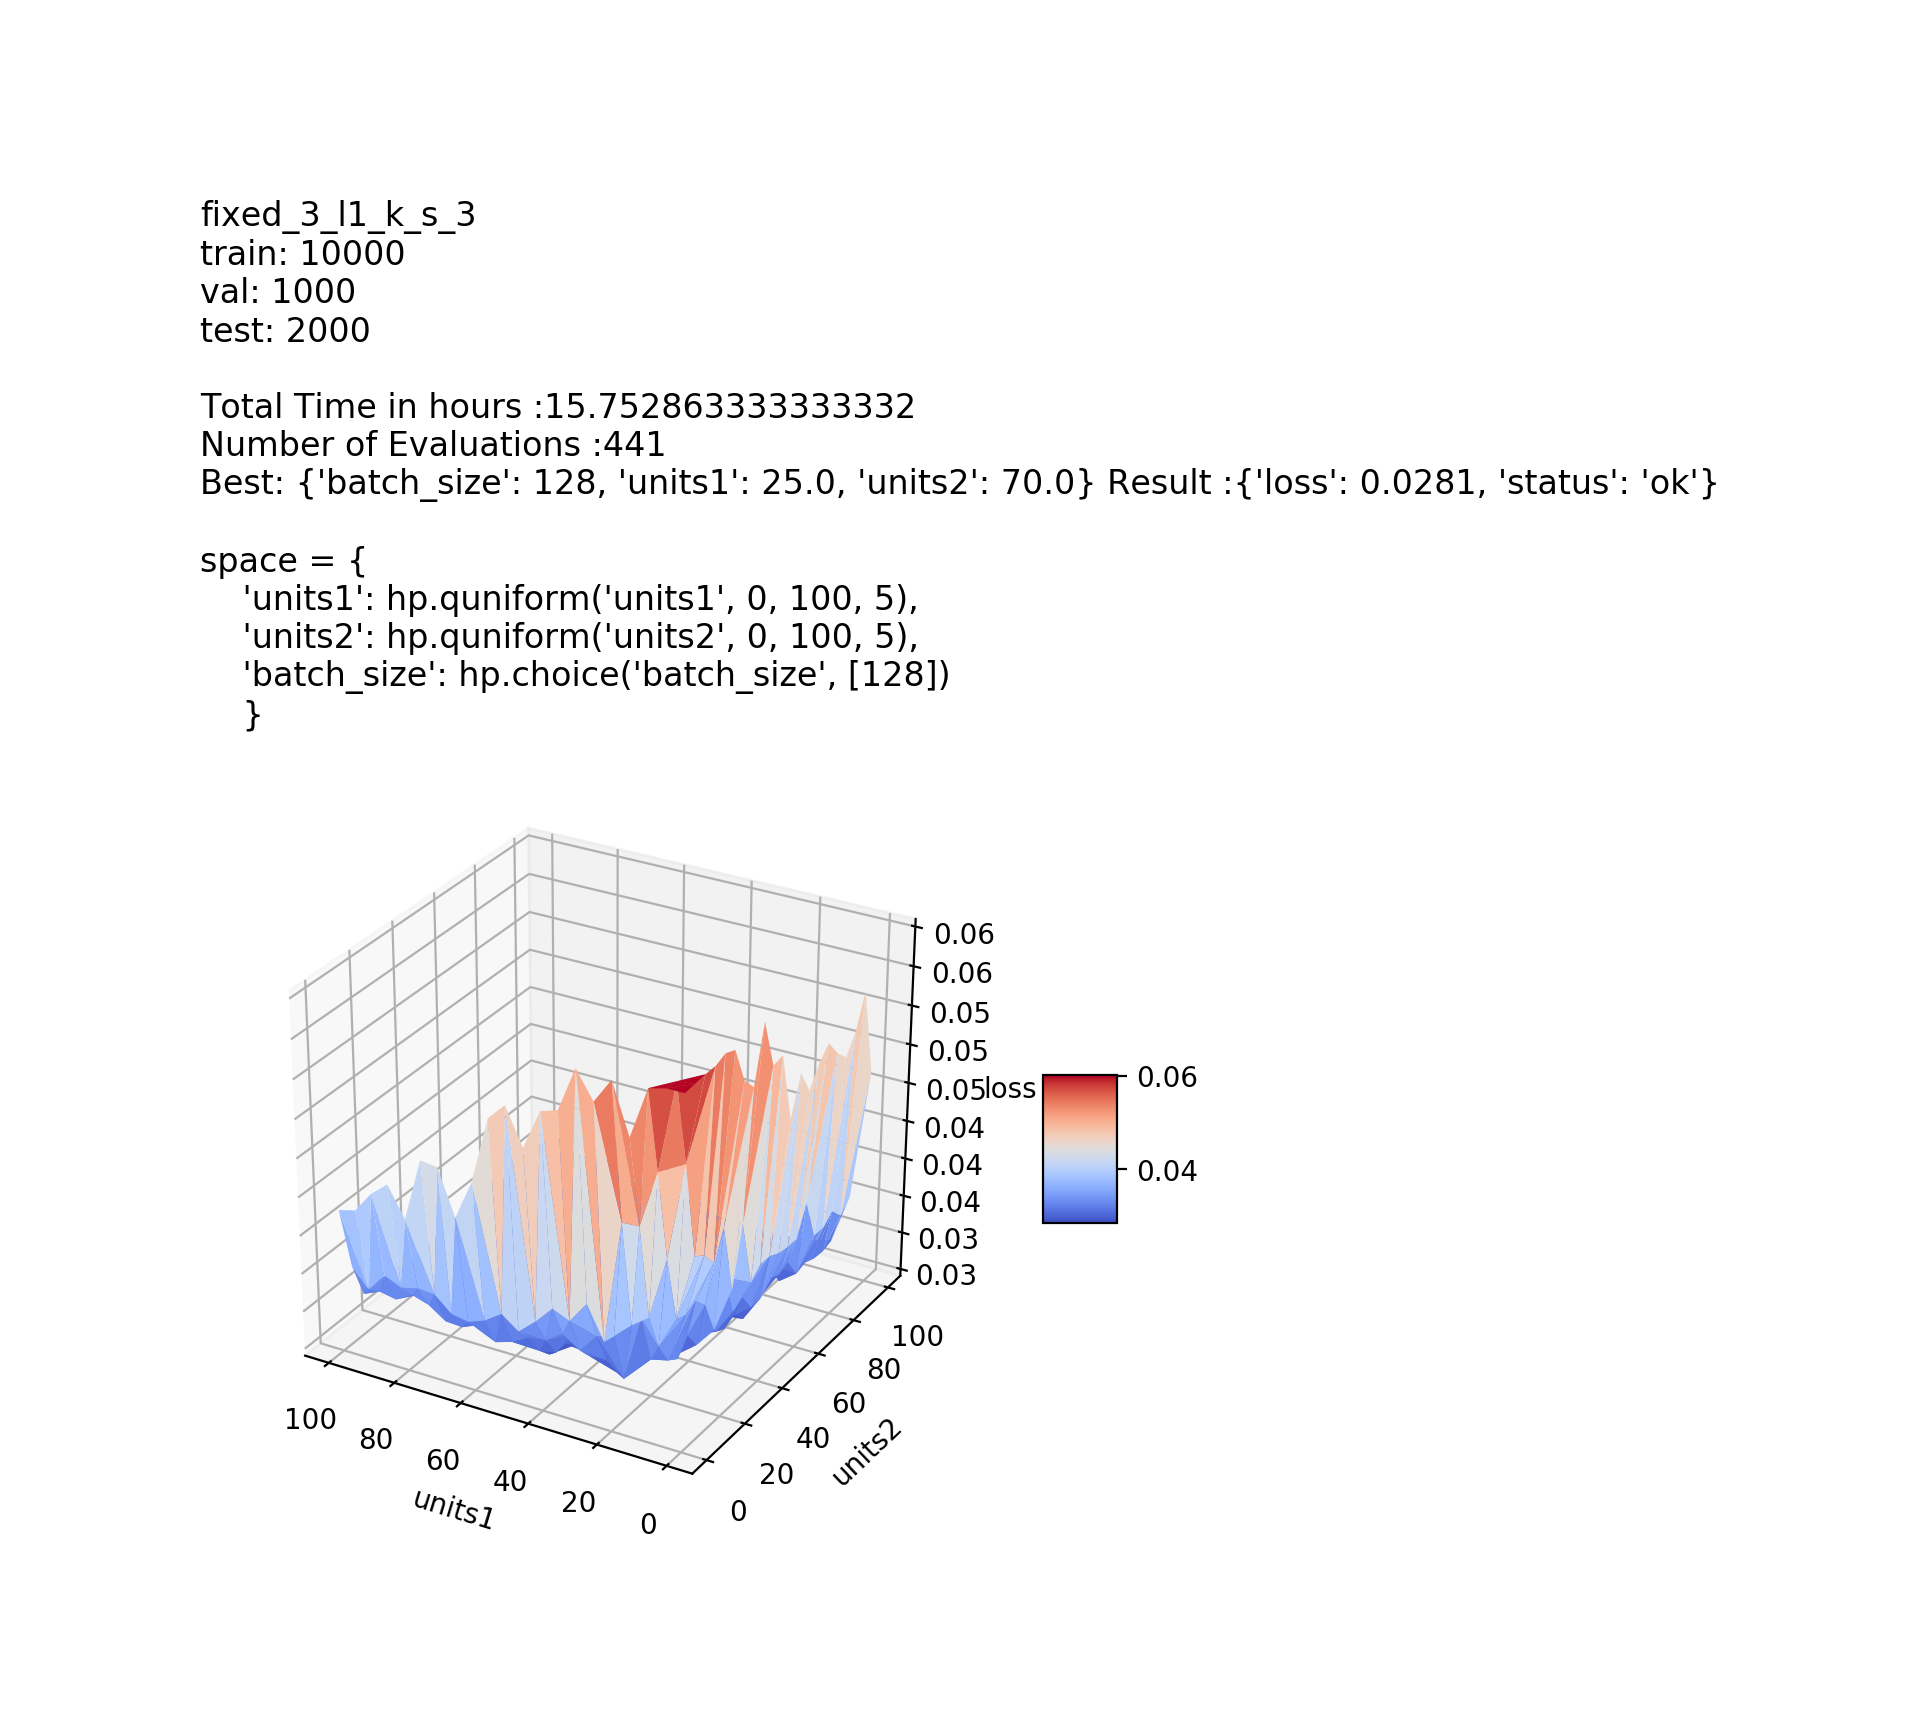 fixed_3_l1_k_s_3
train: 10000
val: 1000
test: 2000
Total Time in hours :15.752863333333332
Number of Evaluations :441
Best: {'batch_size': 128, 'units1': 25.0, 'units2': 70.0} Result :{'loss': 0.0281, 'status': 'ok'}
space = {
'units1': hp.quniform('units1', 0, 100, 5),
'units2': hp.quniform('units2', 0, 100, 5),
'batch_size': hp.choice('batch_size', [128])
}
0.06
0.06
0.05
0.05
0.05
0.04
0.04
0.04
0.03
0.03
loss
0.06
0.04
100
80
60
40
20
0
units1
100
80
60
40
20
0
units2